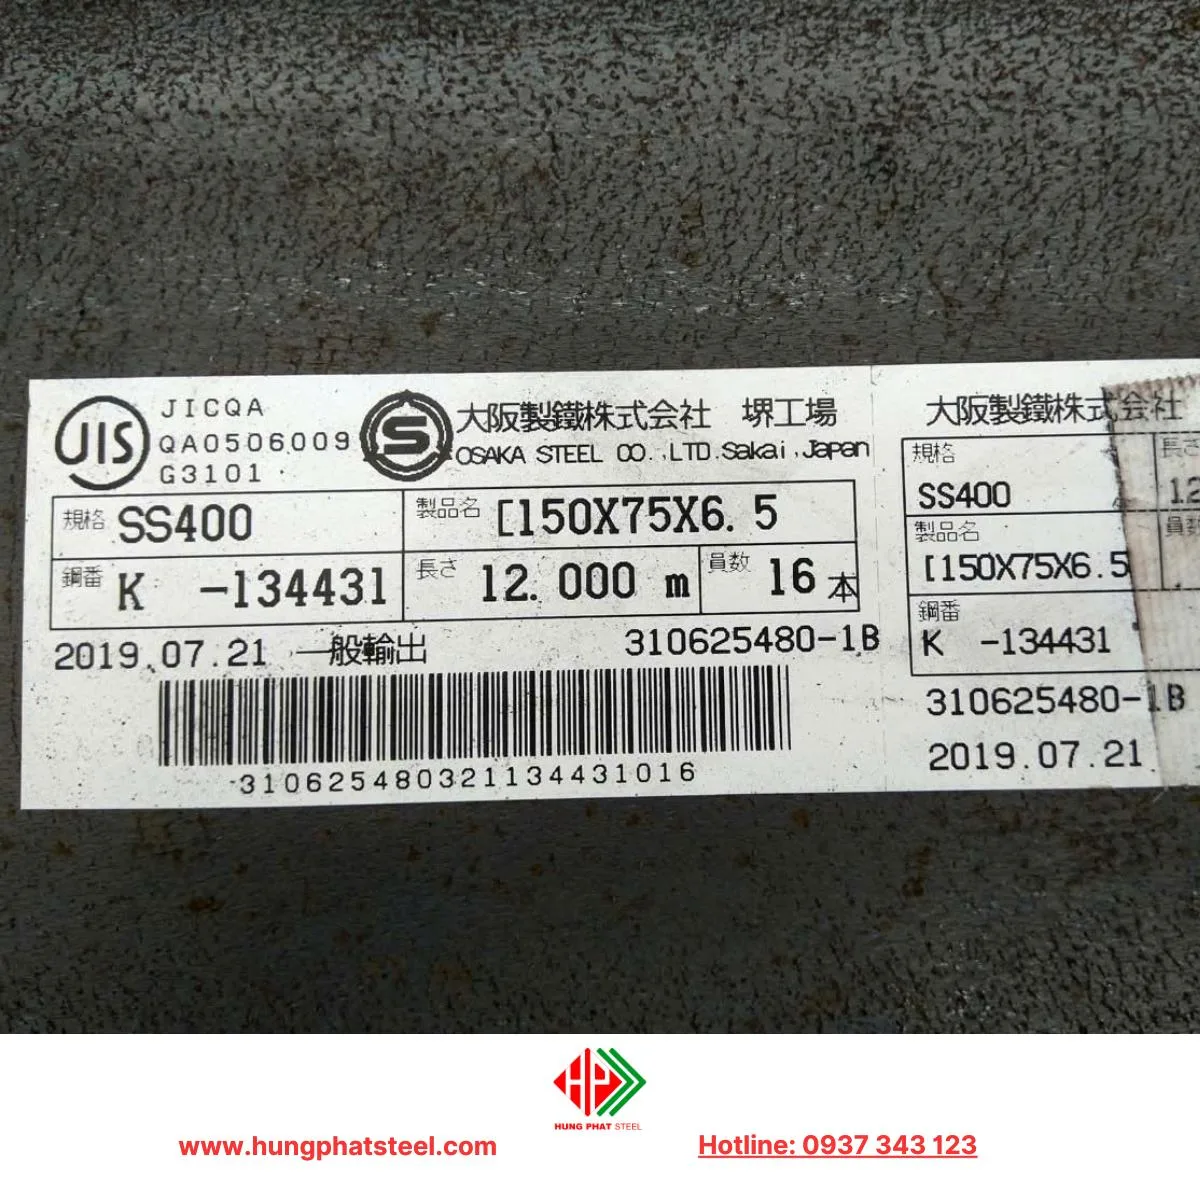 JIS
JICQA
QA0506009
G3101
S
大阪製鐵株式会社 堺工場
OSAKA STEEL CO.,LTD.Sakai,Japan
規格 SS400
製品名 [150X75X6.5
鋼番 K -134431
長さ 12.000 m
員数 16本
2019.07.21 一般輸出 310625480-1B
310625480321134431016
大阪製鐵株式会社
規格
SS400
製品名
[150X75X6.5
鋼番
K -134431
310625480-1B
2019.07.21
員数
HUNG PHAT STEEL
www.hungphatsteel.com
Hotline: 0937 343 123